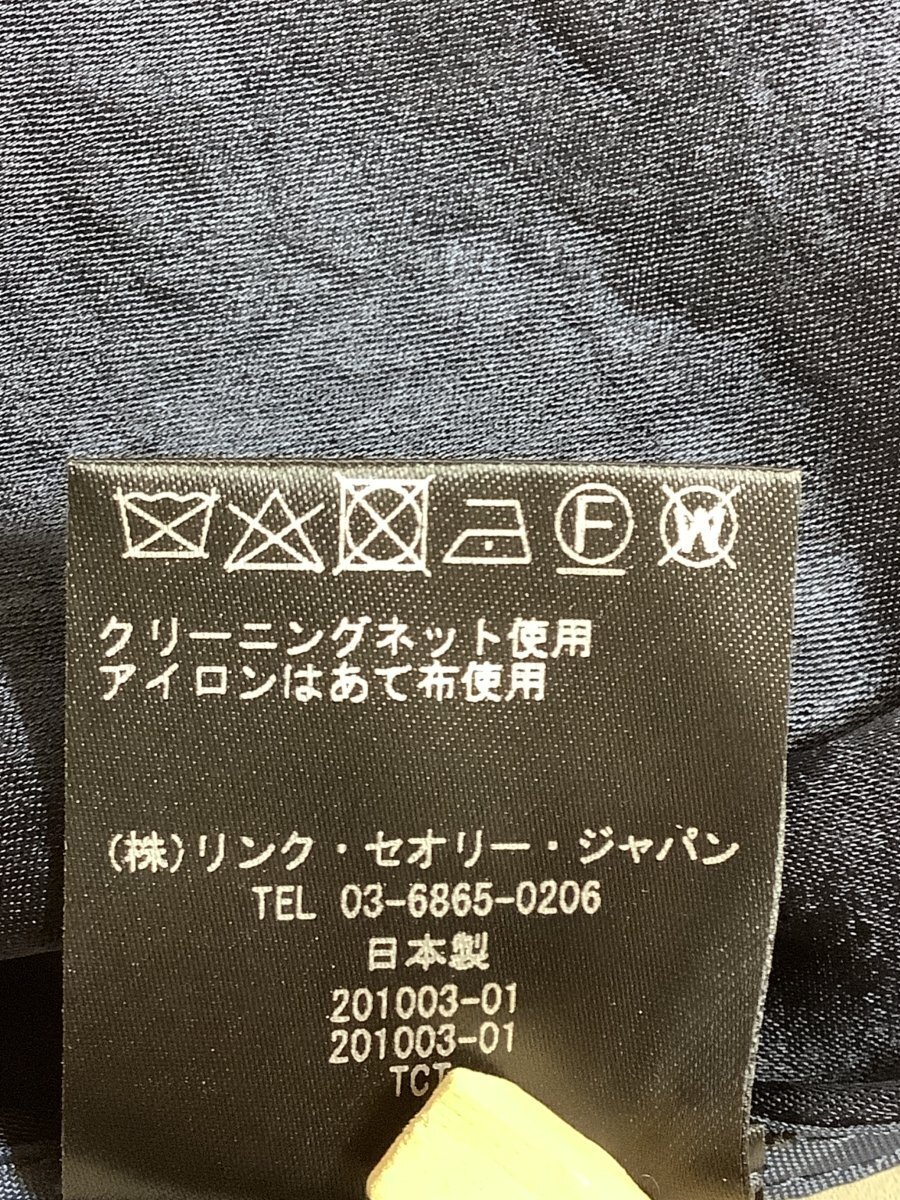 F W
クリーニングネット使用
アイロンはあて布使用
(株)リンク・セオリー・ジャパン
TEL 03-6865-0206
日本製
201003-01
201003-01
TCT